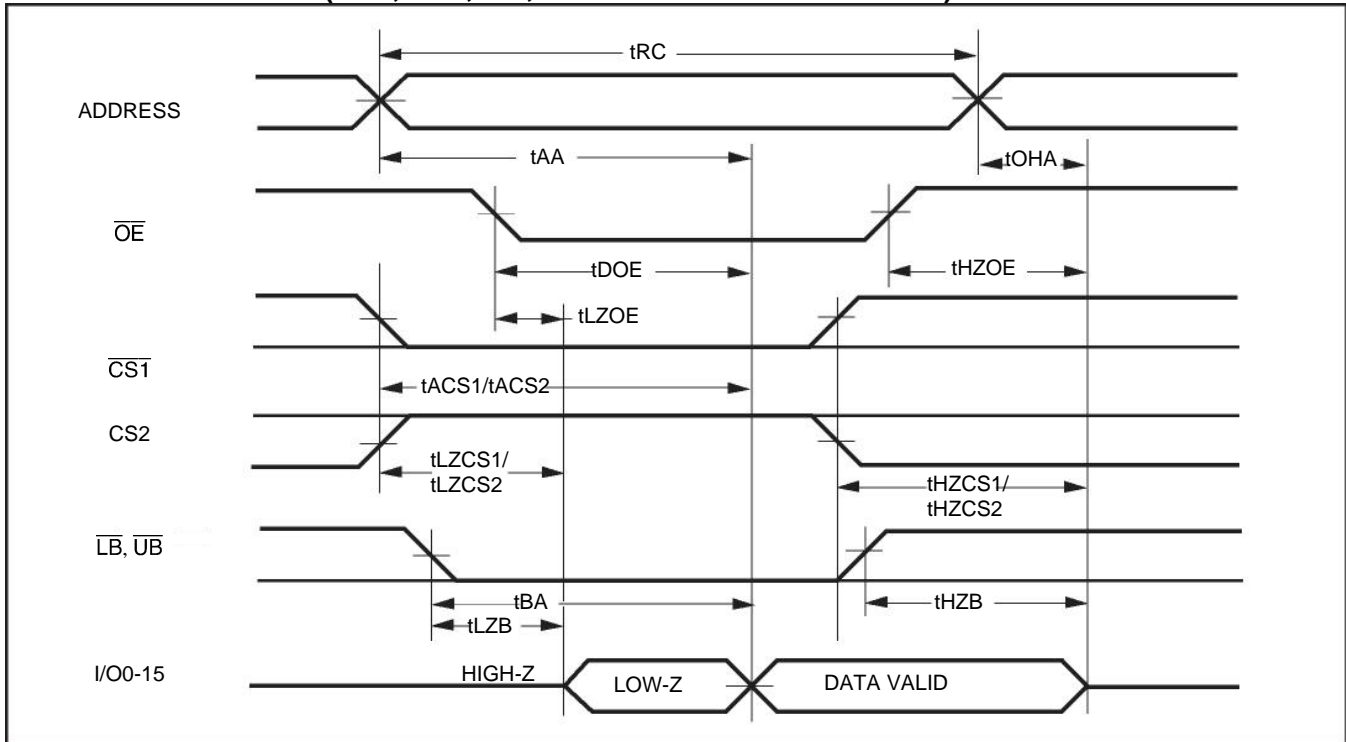 tRC
ADDRESS
tAA
tOHA
OE
tDOE
tHZOE
tLZOE
CS1
tACS1/tACS2
CS2
tLZCS1/
tLZCS2
tHZCS1/
tHZCS2
LB, UB
tBA
tHZB
tLZB
I/O0-15
HIGH-Z
LOW-Z
DATA VALID